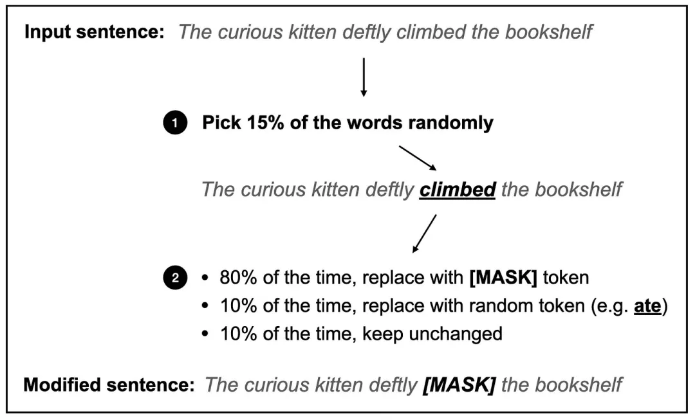 Input sentence: The curious kitten deftly climbed the bookshelf
1 Pick 15% of the words randomly
The curious kitten deftly climbed the bookshelf
2 • 80% of the time, replace with [MASK] token
• 10% of the time, replace with random token (e.g. ate)
• 10% of the time, keep unchanged
Modified sentence: The curious kitten deftly [MASK] the bookshelf